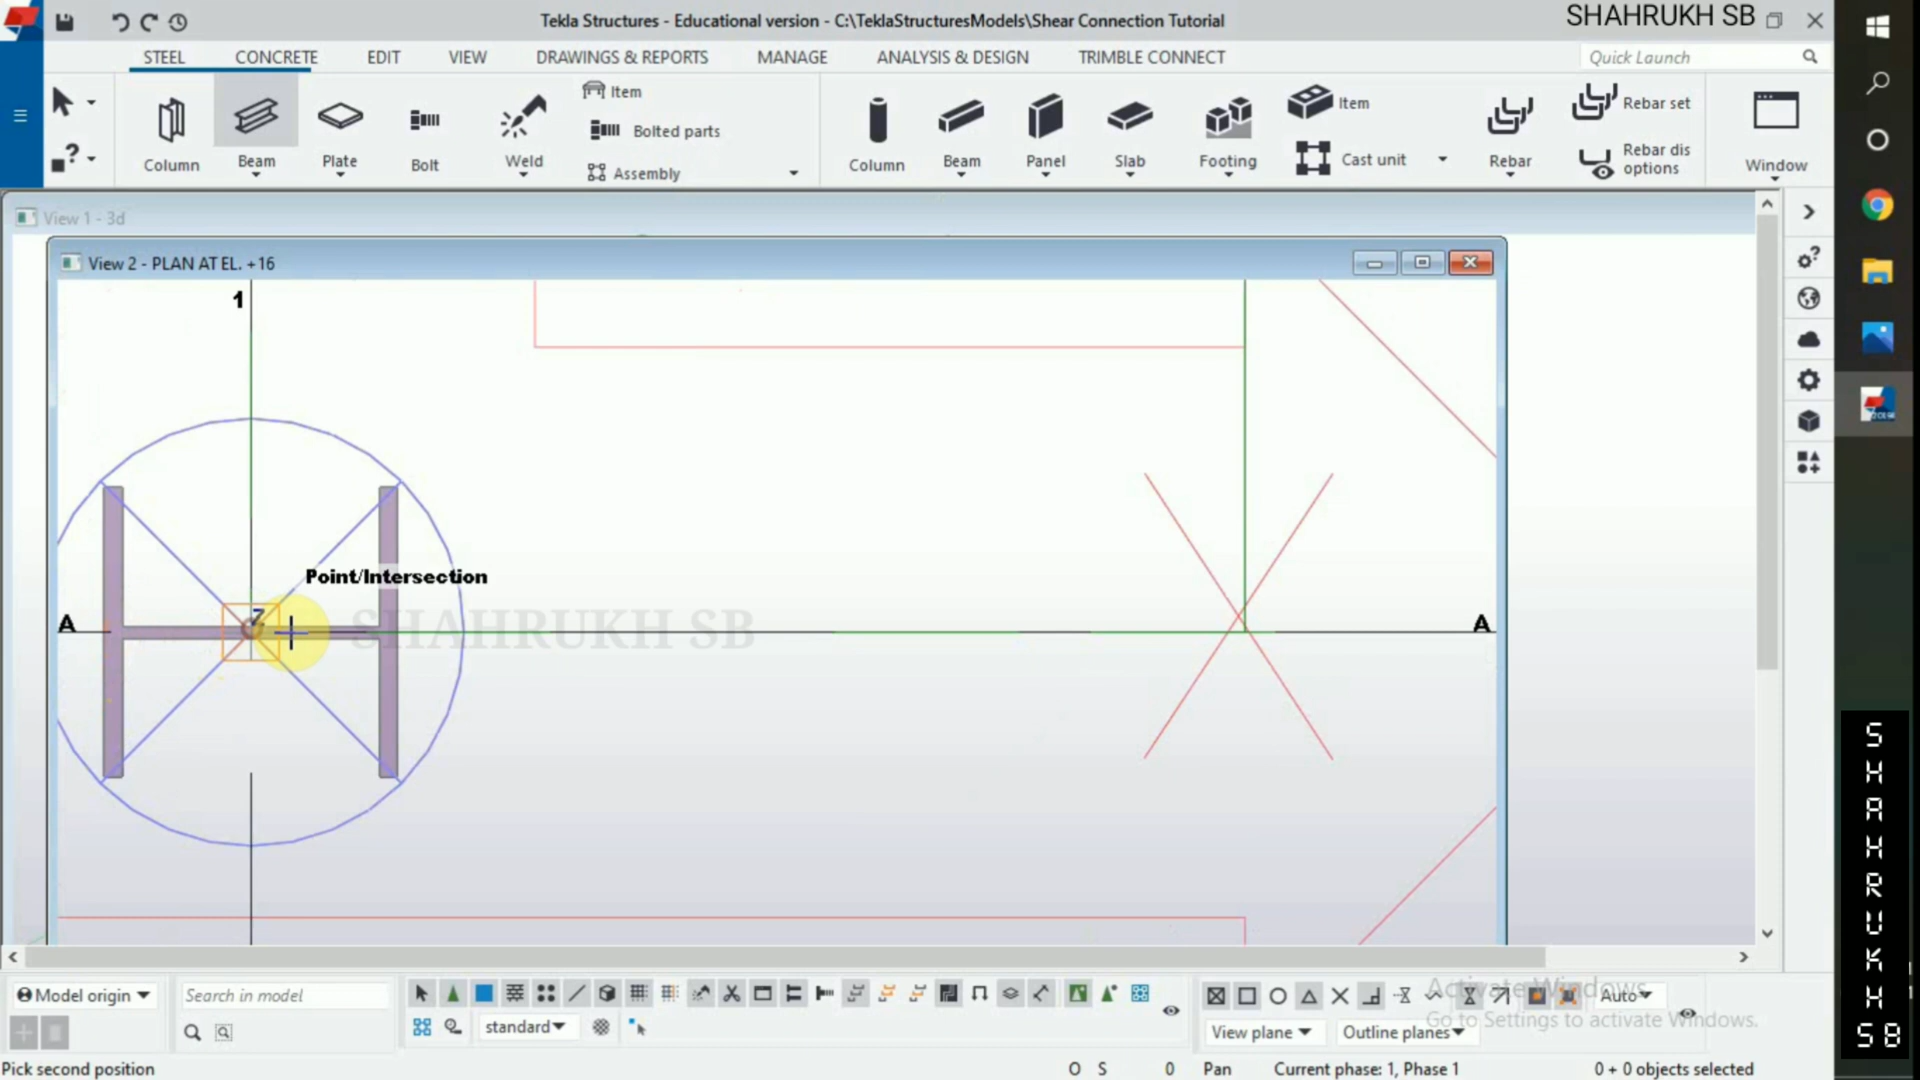 Tekla Structures - Educational version - C:\TeklaStructuresModels\Shear Connection Tutorial
SHAHRUKH SB
STEEL CONCRETE EDIT VIEW DRAWINGS & REPORTS MANAGE ANALYSIS & DESIGN TRIMBLE CONNECT
Quick Launch
Column Beam Plate Bolt Weld
Item
Bolted parts
Assembly
Column Beam Panel Slab Footing
Item
Cast unit
Rebar
Rebar set
Rebar dis
options
Window
View 1 - 3d
View 2 - PLAN AT EL. +16
1
Point/Intersection
A
A
SHAHRUKH SB
Model origin
Search in model
standard
Auto
View plane
Outline planes
Activate Windows
Go to Settings to activate Windows.
Pick second position
O S 0 Pan Current phase: 1, Phase 1 0 + 0 objects selected
S
H
A
H
R
U
K
H
S B